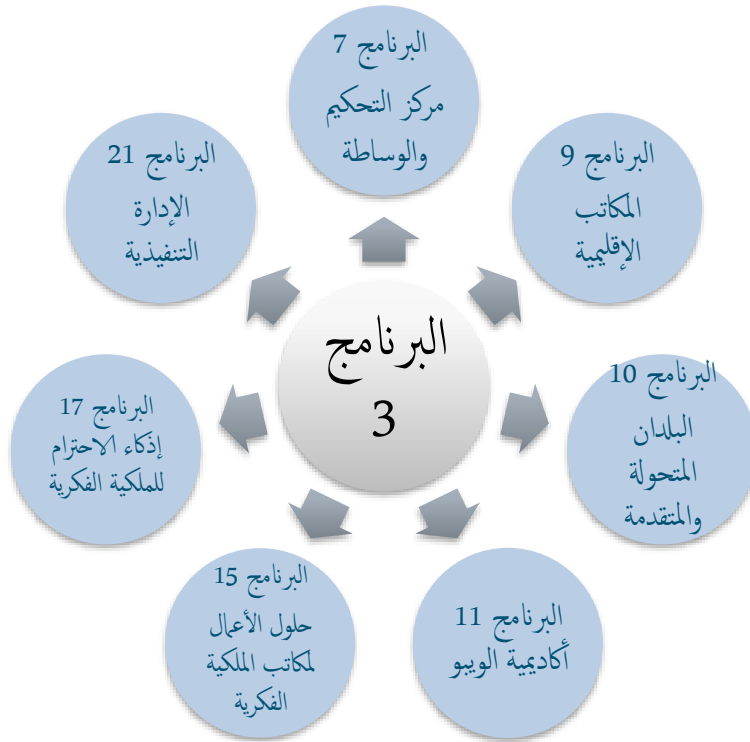 البرنامج 7
مركز التحكيم
والوساطة
البرنامج 9
المكاتب
الإقليمية
البرنامج 10
البلدان
المتحولة
والمتقدمة
البرنامج 11
أكاديمية الويبو
البرنامج 15
حلول الأعمال
لمكاتب الملكية
الفكرية
البرنامج 17
إذكاء الاحترام
للملكية الفكرية
البرنامج 21
الإدارة
التنفيذية
البرنامج
3